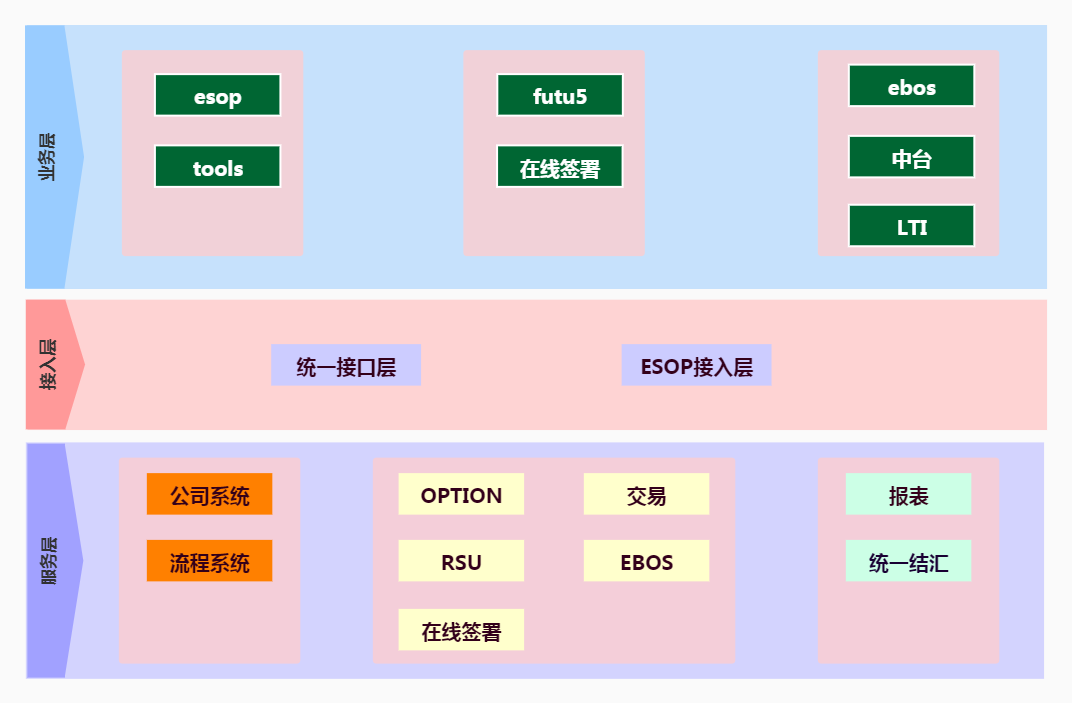 业务层
esop
tools
futu5
在线签署
ebos
中台
LTI
接入层
统一接口层
ESOP接入层
服务层
公司系统
流程系统
OPTION
交易
RSU
EBOS
在线签署
报表
统一结汇